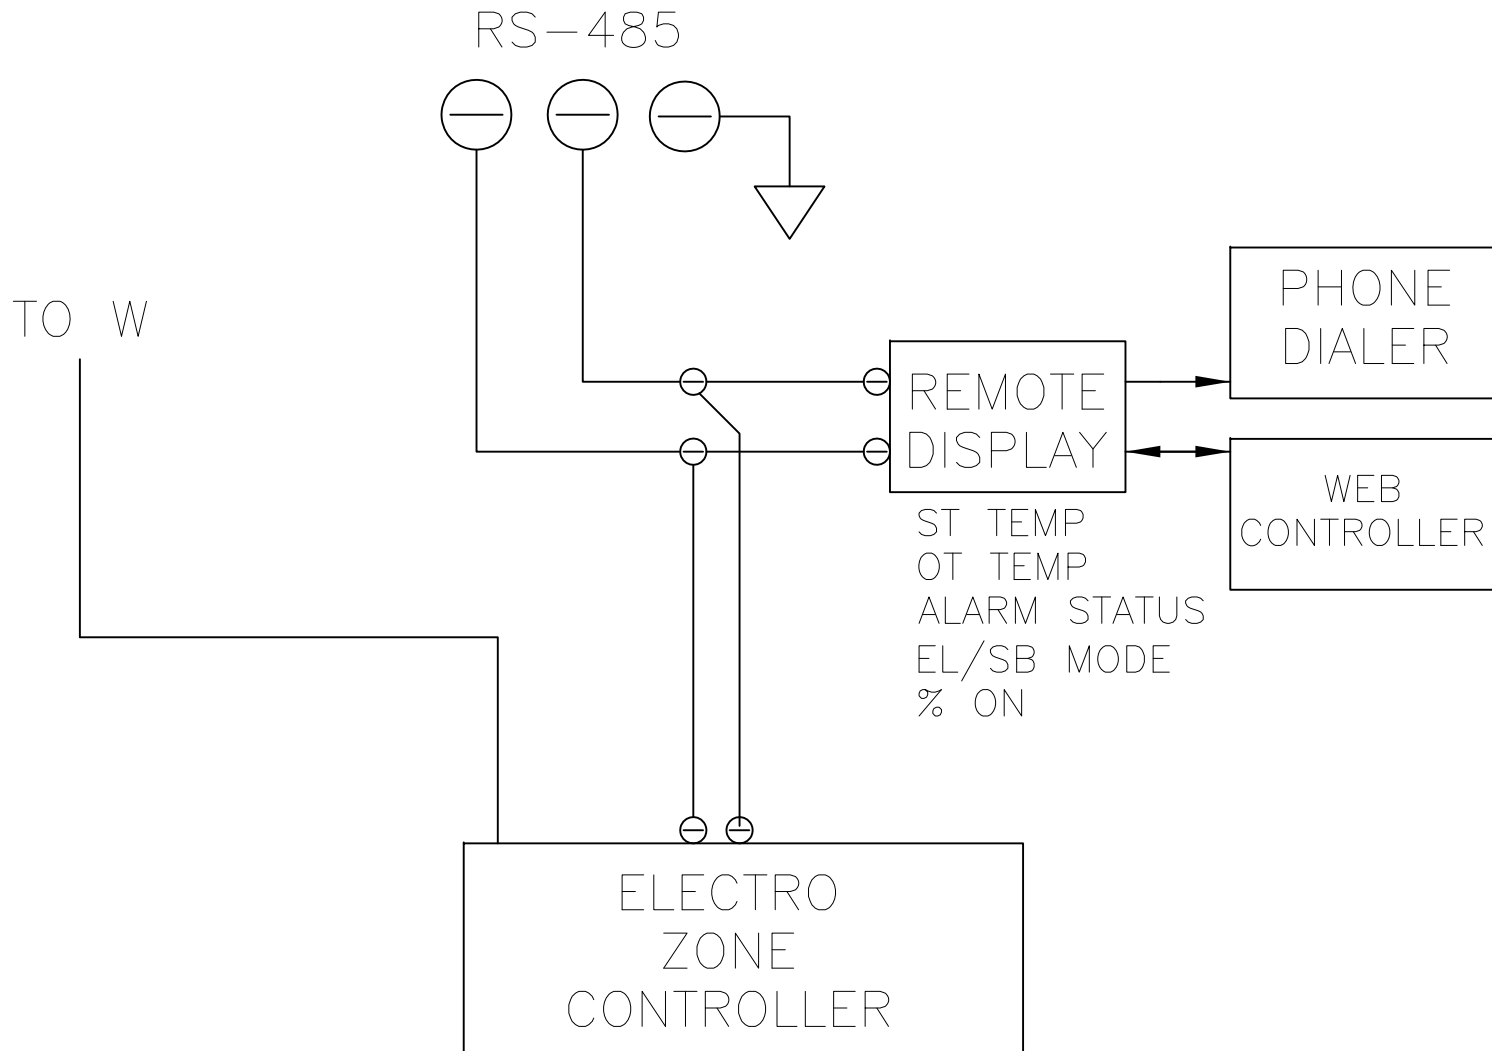 RS-485
TO W
PHONE
DIALER
REMOTE
DISPLAY
WEB
CONTROLLER
ST TEMP
OT TEMP
ALARM STATUS
EL/SB MODE
% ON
ELECTRO
ZONE
CONTROLLER